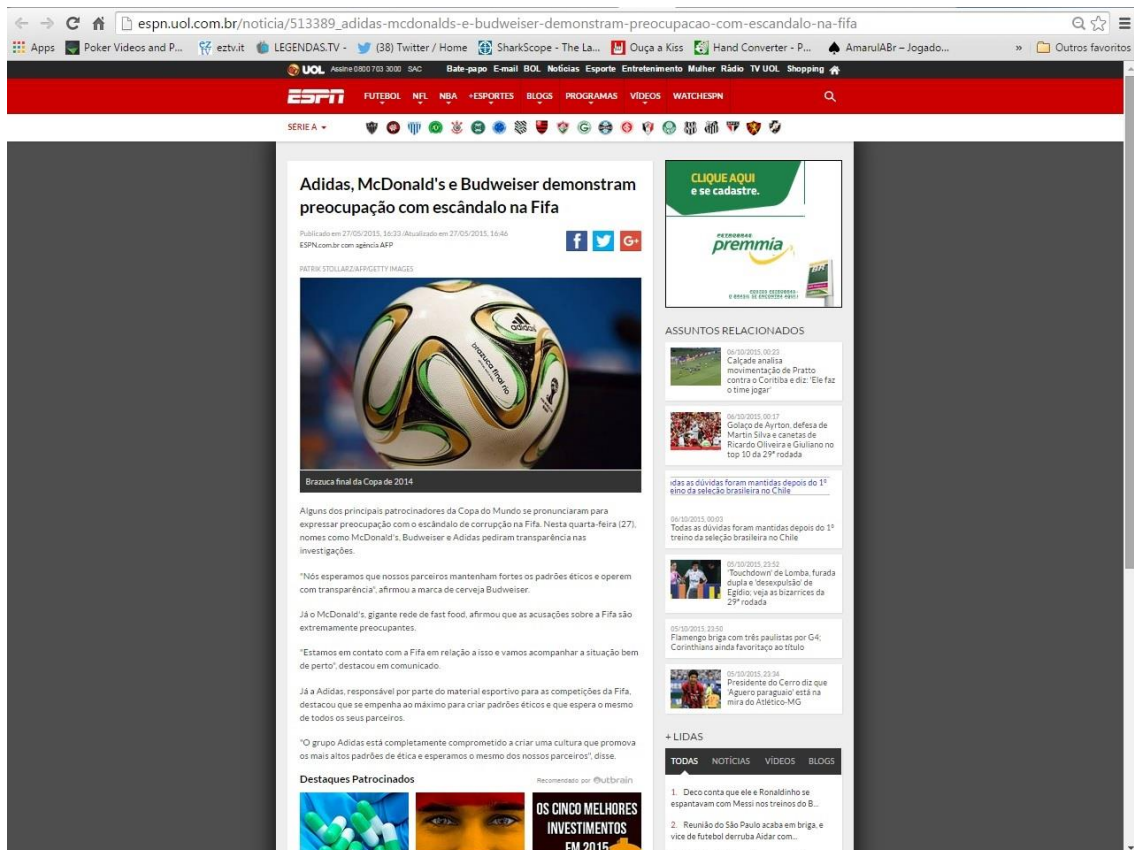 espn.uol.com.br/noticia/513389_adidas-mcdonalds-e-budweiser-demonstram-preocupacao-com-escandalo-na-fifa
Apps Poker Videos and P... eztv.it LEGENDAS.TV - (38) Twitter / Home SharkScope - The La... Ouça a Kiss Hand Converter - P... AmarulABr – Jogado... » Outros favoritos
UOL Assine 0800 703 3000 SAC Bate-papo E-mail BOL Notícias Esporte Entretenimento Mulher Rádio TV UOL Shopping
ESPN FUTEBOL NFL NBA +ESPORTES BLOGS PROGRAMAS VÍDEOS WATCHESPN
SÉRIE A
Adidas, McDonald's e Budweiser demonstram
preocupação com escândalo na Fifa
Publicado em 27/05/2015, 16:33 /Atualizado em 27/05/2015, 16:46
ESPN.com.br com agência AFP
f G+
PATRIK STOLLARZ/AFP/GETTY IMAGES
adidas
brazuca final rio
Brazuca final da Copa de 2014
Alguns dos principais patrocinadores da Copa do Mundo se pronunciaram para
expressar preocupação com o escândalo de corrupção na Fifa. Nesta quarta-feira (27),
nomes como McDonald's, Budweiser e Adidas pediram transparência nas
investigações.
"Nós esperamos que nossos parceiros mantenham fortes os padrões éticos e operem
com transparência", afirmou a marca de cerveja Budweiser.
Já o McDonald's, gigante rede de fast food, afirmou que as acusações sobre a Fifa são
extremamente preocupantes.
"Estamos em contato com a Fifa em relação a isso e vamos acompanhar a situação bem
de perto", destacou em comunicado.
Já a Adidas, responsável por parte do material esportivo para as competições da Fifa,
destacou que se empenha ao máximo para criar padrões éticos e que espera o mesmo
de todos os seus parceiros.
"O grupo Adidas está completamente comprometido a criar uma cultura que promova
os mais altos padrões de ética e esperamos o mesmo dos nossos parceiros", disse.
Destaques Patrocinados
Recomendado por Outbrain
OS CINCO MELHORES
INVESTIMENTOS
EM 2015
CLIQUE AQUI
e se cadastre.
PETROBRAS
premmia
BR
ASSUNTOS RELACIONADOS
06/10/2015, 00:23
Calçade analisa
movimentação de Pratto
contra o Coritiba e diz: 'Ele faz
o time jogar'
06/10/2015, 00:17
Golaço de Ayrton, defesa de
Martin Silva e canetas de
Ricardo Oliveira e Giuliano no
top 10 da 29ª rodada
das as dúvidas foram mantidas depois do 1º
eino da seleção brasileira no Chile
06/10/2015, 00:03
Todas as dúvidas foram mantidas depois do 1º
treino da seleção brasileira no Chile
05/10/2015, 23:52
'Touchdown' de Lomba, furada
dupla e 'desexpulsão' de
Egídio; veja as bizarrices da
29ª rodada
05/10/2015, 23:50
Flamengo briga com três paulistas por G4;
Corinthians ainda favoritaço ao título
05/10/2015, 23:34
Presidente do Cerro diz que
'Aguero paraguaio' está na
mira do Atlético-MG
+ LIDAS
TODAS NOTÍCIAS VÍDEOS BLOGS
1. Deco conta que ele e Ronaldinho se
espantavam com Messi nos treinos do B...
2. Reunião do São Paulo acaba em briga, e
vice de futebol derruba Aidar com...